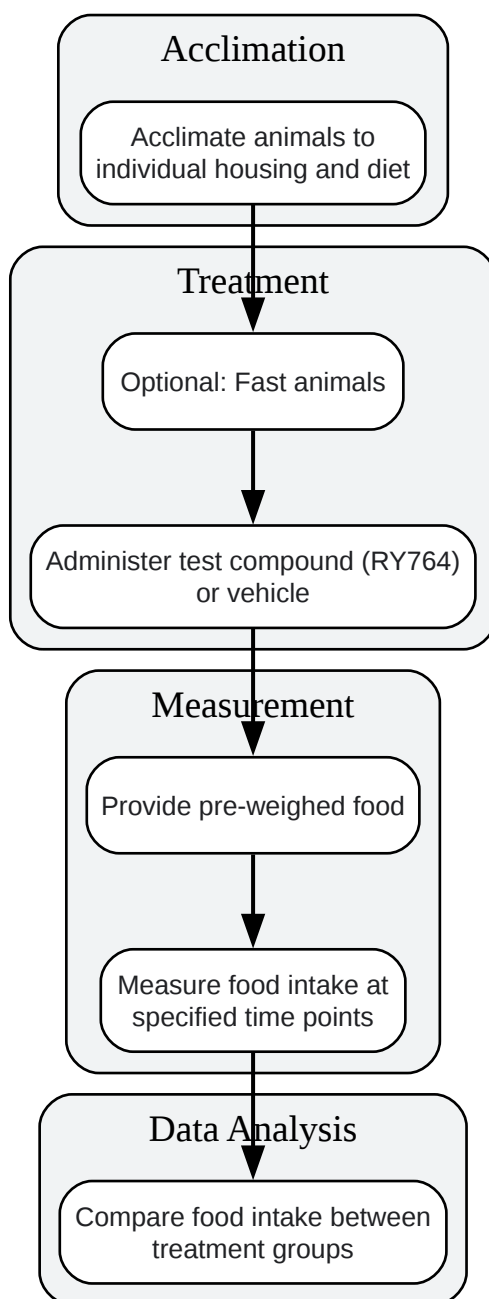 Acclimation
Acclimate animals to
individual housing and diet
Treatment
Optional: Fast animals
Administer test compound (RY764)
or vehicle
Measurement
Provide pre-weighed food
Measure food intake at
specified time points
Data Analysis
Compare food intake between
treatment groups